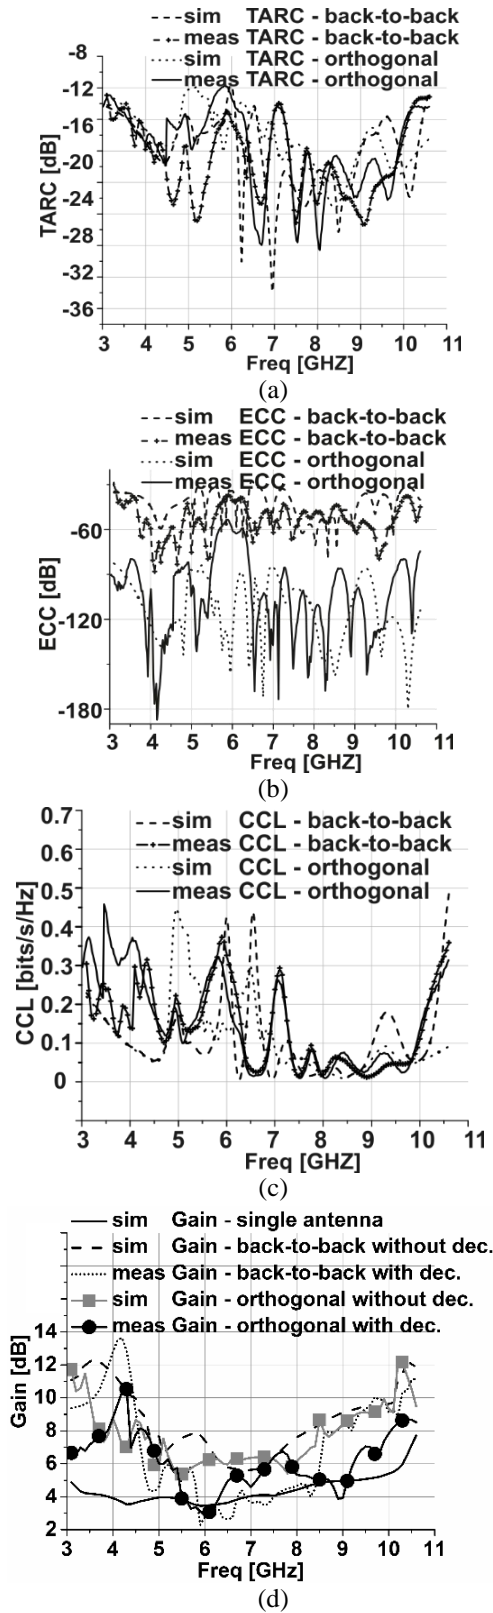 sim TARC - back-to-back
meas TARC - back-to-back
sim TARC - orthogonal
meas TARC - orthogonal
-8
-12
-16
-20
-24
-28
-32
-36
TARC [dB]
3 4 5 6 7 8 9 10 11
Freq [GHZ]
(a)
sim ECC - back-to-back
meas ECC - back-to-back
sim ECC - orthogonal
meas ECC - orthogonal
-60
-120
-180
ECC [dB]
3 4 5 6 7 8 9 10 11
Freq [GHZ]
(b)
sim CCL - back-to-back
meas CCL - back-to-back
sim CCL - orthogonal
meas CCL - orthogonal
0.7
0.6
0.5
0.4
0.3
0.2
0.1
0
CCL [bits/s/Hz]
3 4 5 6 7 8 9 10 11
Freq [GHZ]
(c)
sim Gain - single antenna
sim Gain - back-to-back without dec.
meas Gain - back-to-back with dec.
sim Gain - orthogonal without dec.
meas Gain - orthogonal with dec.
14
12
10
8
6
4
2
Gain [dB]
3 4 5 6 7 8 9 10 11
Freq [GHz]
(d)